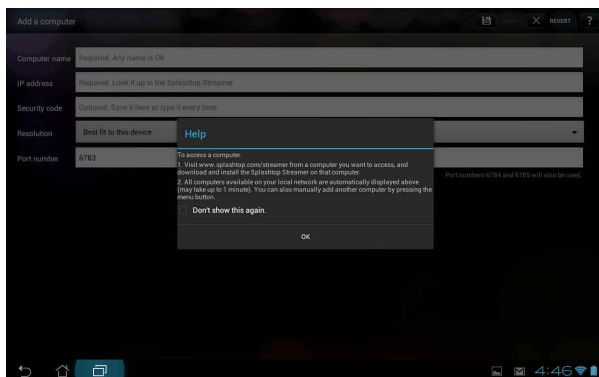 Add a computer
REVERT ?
Computer name Required. Any name is OK.
IP address Required. Look it up in the Splashtop Streamer
Security code Optional. Save it here or type it every time
Resolution Best fit to this device
Port number 6783
Port numbers 6784 and 6785 will also be used.
Help
To access a computer:
1. Visit www.splashtop.com/streamer from a computer you want to access, and
download and install the Splashtop Streamer on that computer.
2. All computers available on your local network are automatically displayed above
(may take up to 1 minute). You can also manually add another computer by pressing the
menu button.
Don't show this again.
OK
4:46